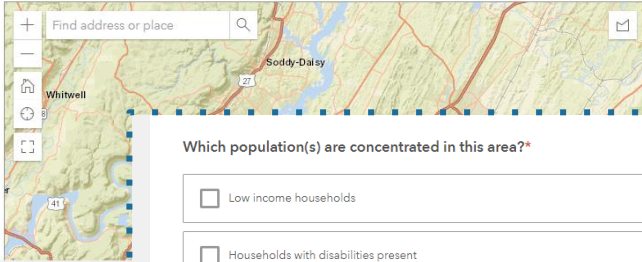 Find address or place
Soddy-Daisy
27
Whitwell
8
Which population(s) are concentrated in this area?*
Low income households
41
Households with disabilities present